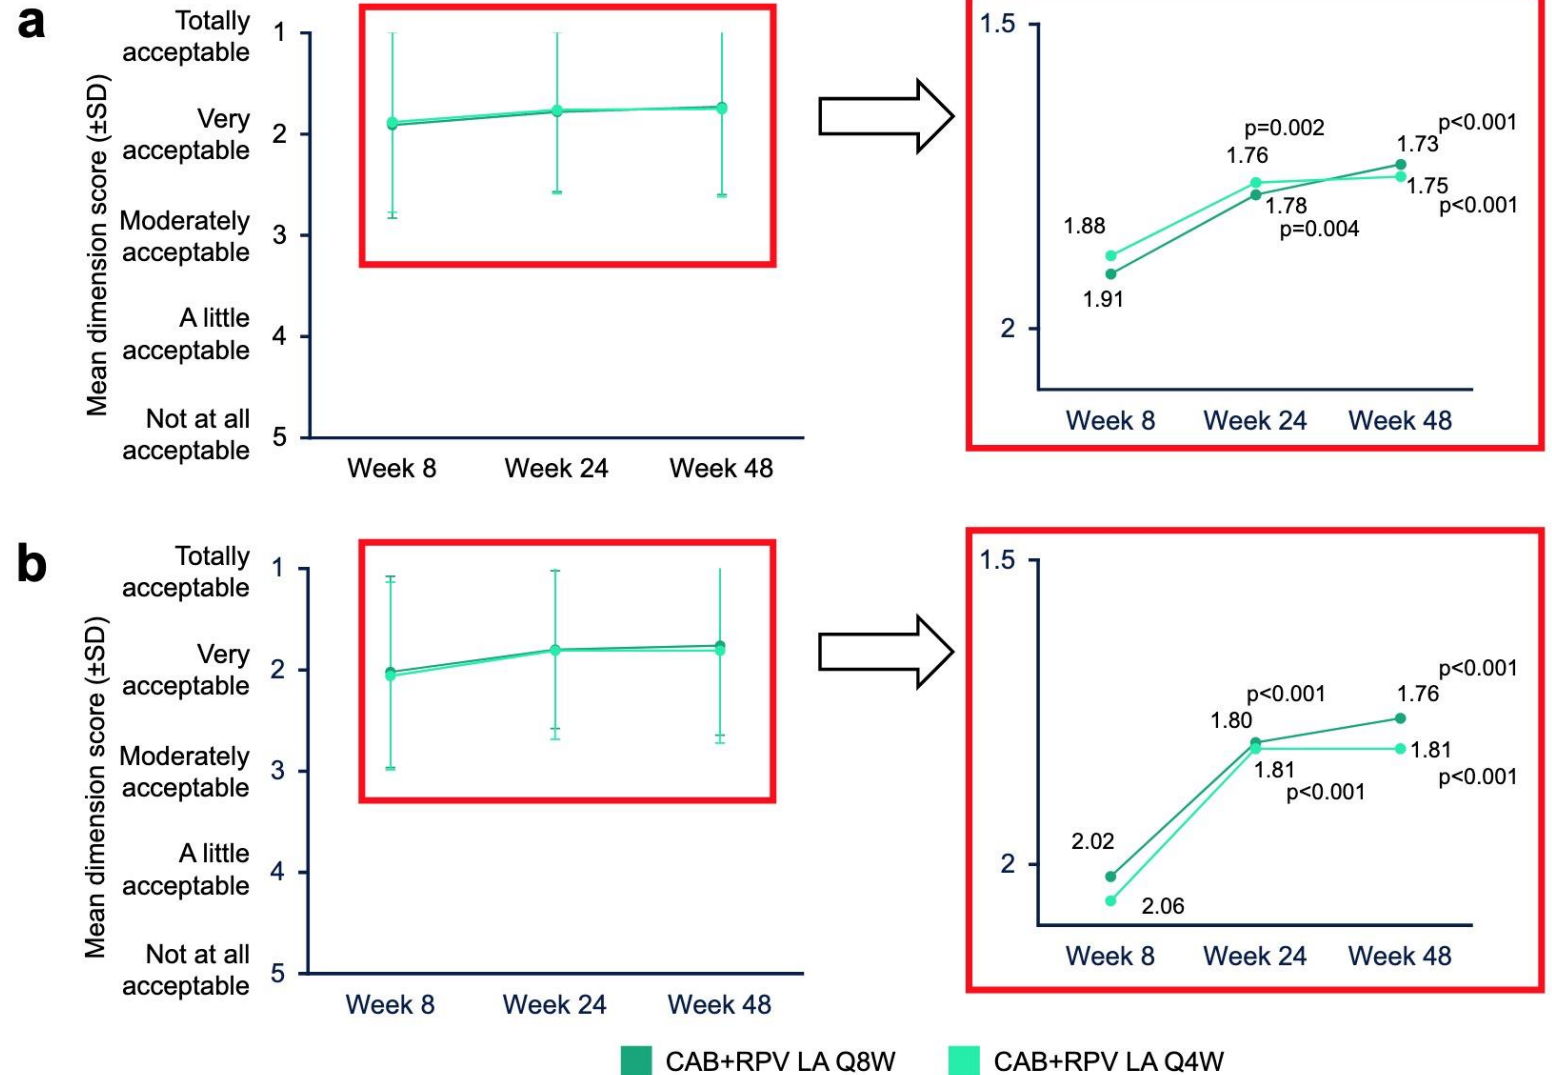 a
Mean dimension score (±SD)
Totally
acceptable
Very
acceptable
Moderately
acceptable
A little
acceptable
Not at all
acceptable
1
2
3
4
5
Week 8
Week 24
Week 48
1.5
2
1.88
1.91
p=0.002
1.76
1.78
p=0.004
p<0.001
1.73
1.75
p<0.001
Week 8
Week 24
Week 48
b
Mean dimension score (±SD)
Totally
acceptable
Very
acceptable
Moderately
acceptable
A little
acceptable
Not at all
acceptable
1
2
3
4
5
Week 8
Week 24
Week 48
1.5
2
2.02
2.06
p<0.001
1.80
1.81
p<0.001
p<0.001
1.76
1.81
p<0.001
Week 8
Week 24
Week 48
CAB+RPV LA Q8W
CAB+RPV LA Q4W